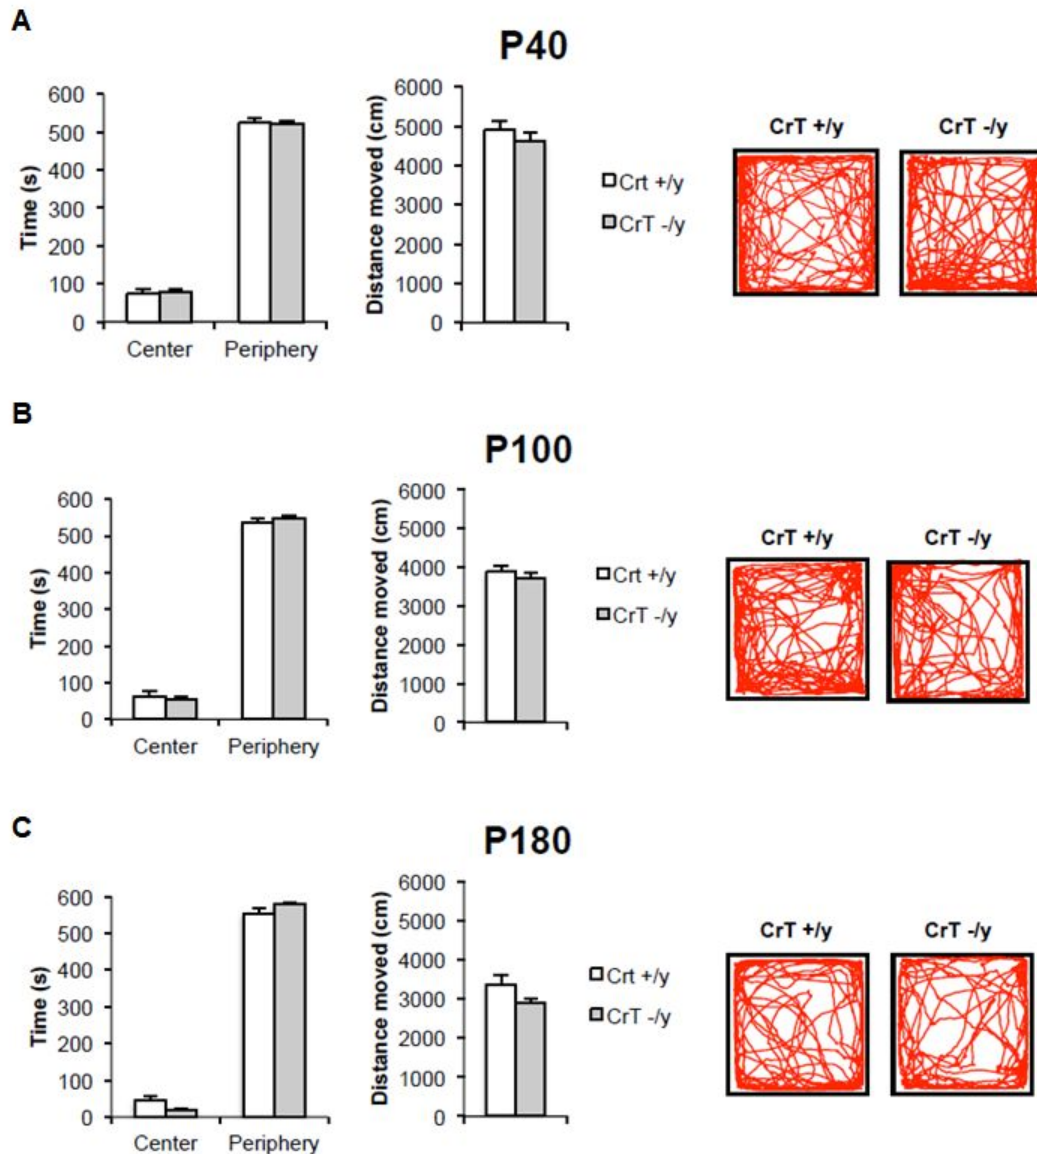 A
P40
Time (s)
600
500
400
300
200
100
0
Center Periphery
Distance moved (cm)
6000
5000
4000
3000
2000
1000
0
Crt +/y
CrT -/y
CrT +/y CrT -/y
B
P100
Time (s)
600
500
400
300
200
100
0
Center Periphery
Distance moved (cm)
6000
5000
4000
3000
2000
1000
0
Crt +/y
CrT -/y
CrT +/y CrT -/y
C
P180
Time (s)
600
500
400
300
200
100
0
Center Periphery
Distance moved (cm)
6000
5000
4000
3000
2000
1000
0
Crt +/y
CrT -/y
CrT +/y CrT -/y